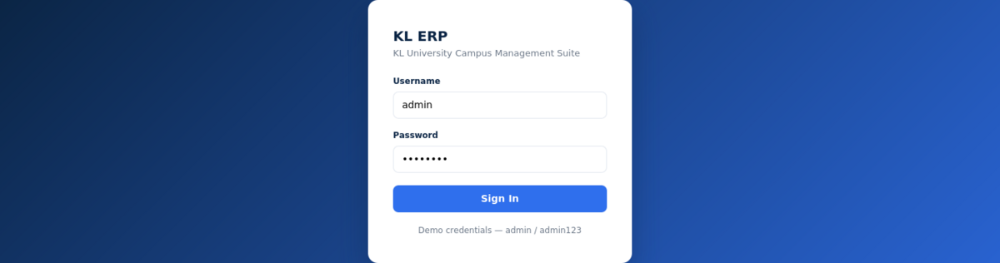 KL ERP
KL University Campus Management Suite
Username
admin
Password
••••••••
Sign In
Demo credentials — admin / admin123